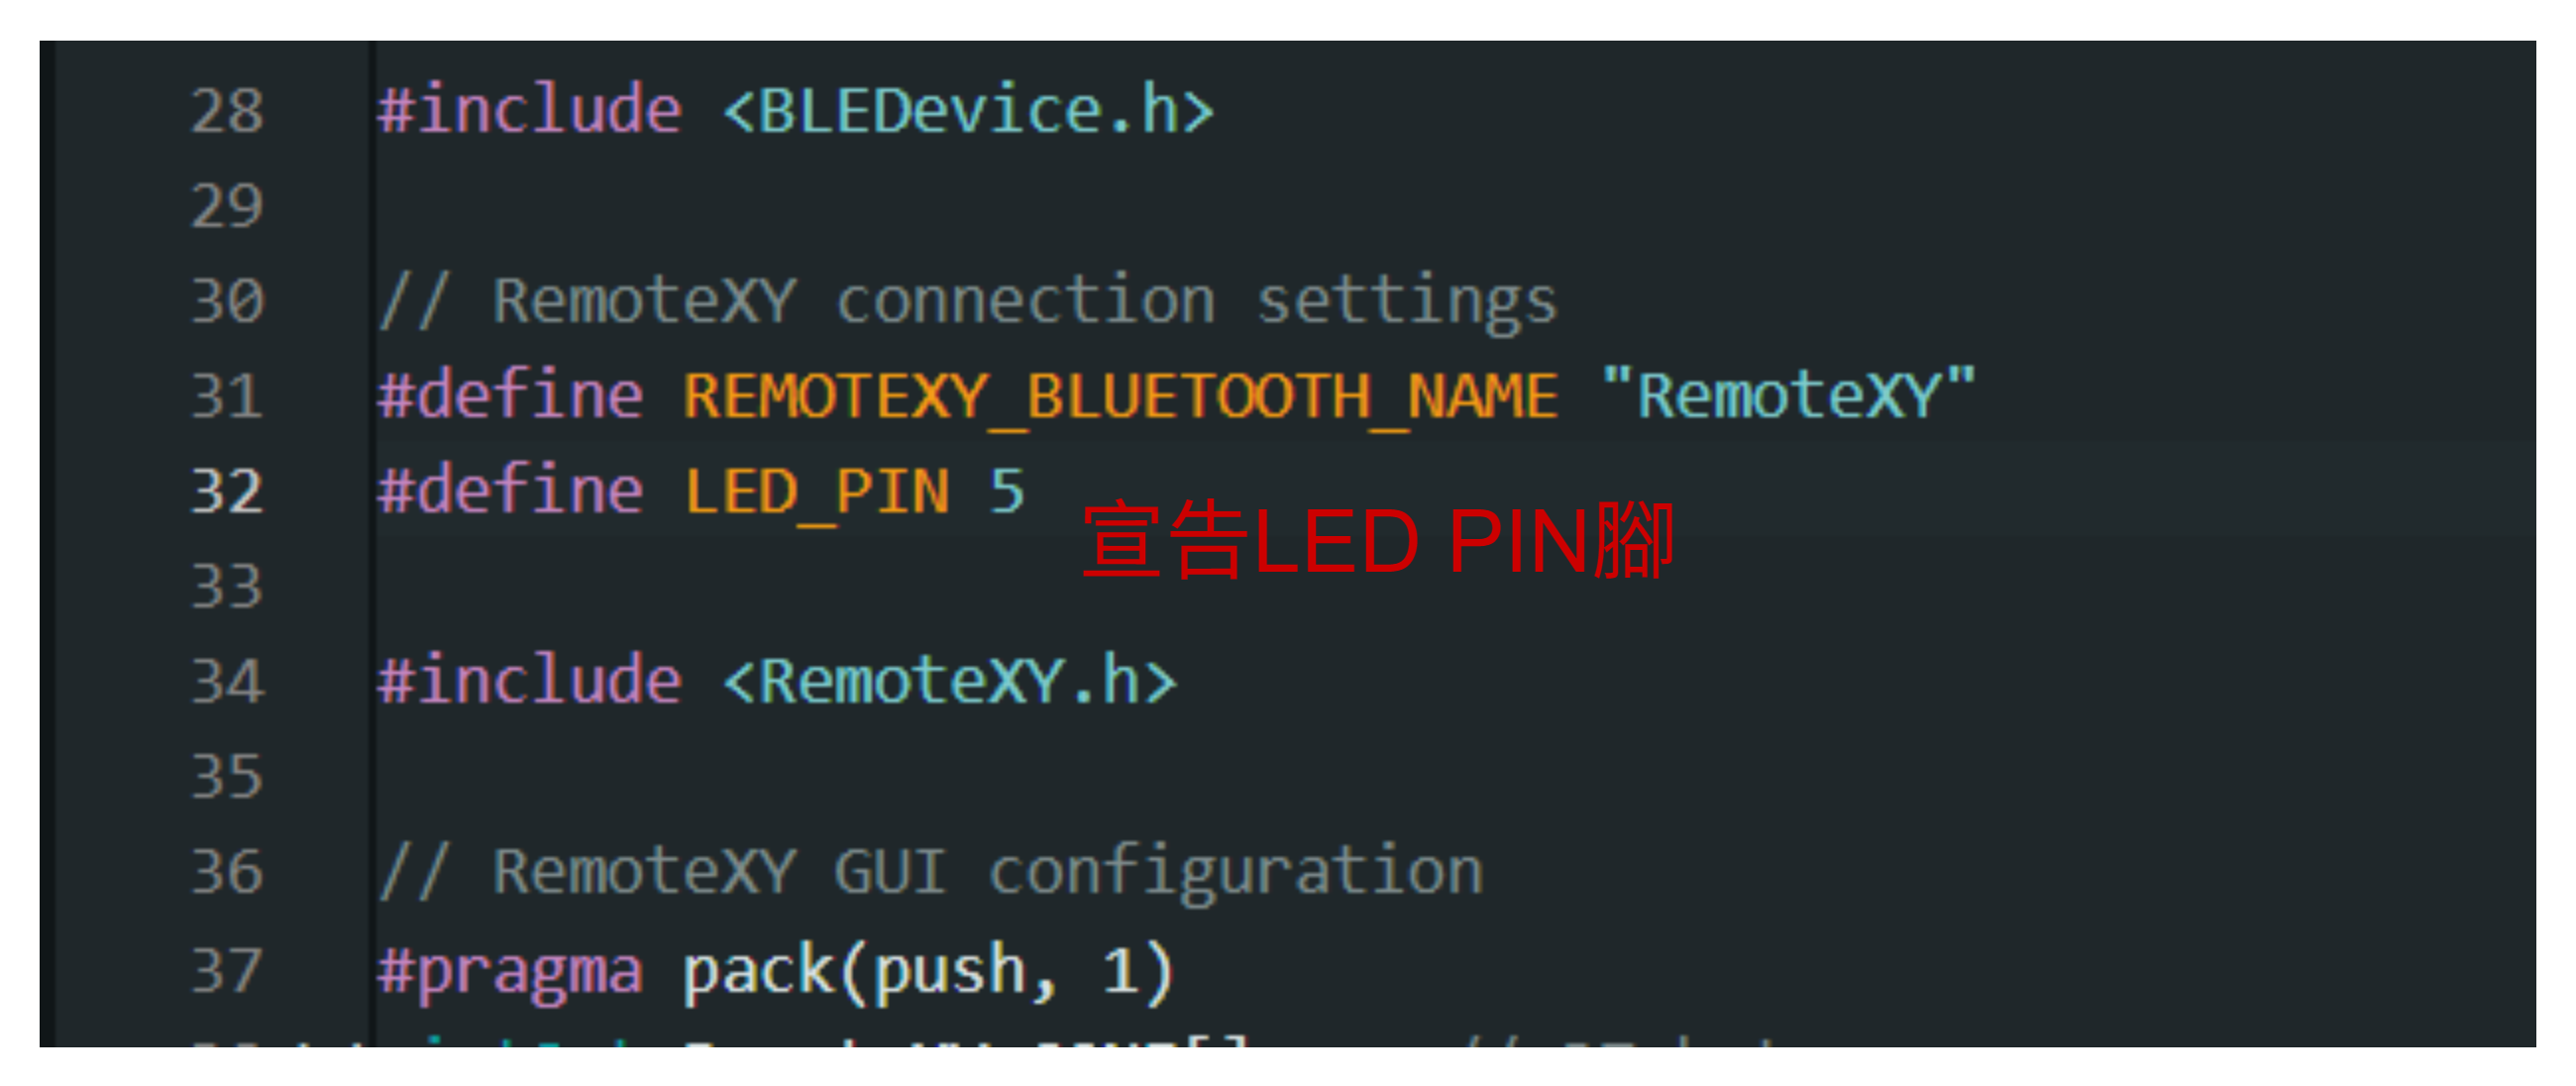 28 #include <BLEDevice.h>
29
30 // RemoteXY connection settings
31 #define REMOTEXY_BLUETOOTH_NAME "RemoteXY"
32 #define LED_PIN 5
宣告LED PIN腳
33
34 #include <RemoteXY.h>
35
36 // RemoteXY GUI configuration
37 #pragma pack(push, 1)